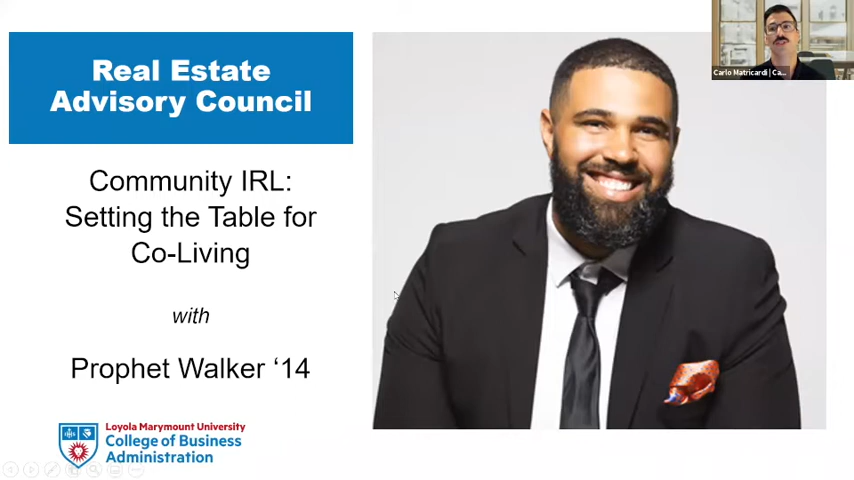 Real Estate
Advisory Council
Community IRL:
Setting the Table for
Co-Living
with
Prophet Walker ‘14
Loyola Marymount University
College of Business
Administration
Carlo Matricardi | Ca...